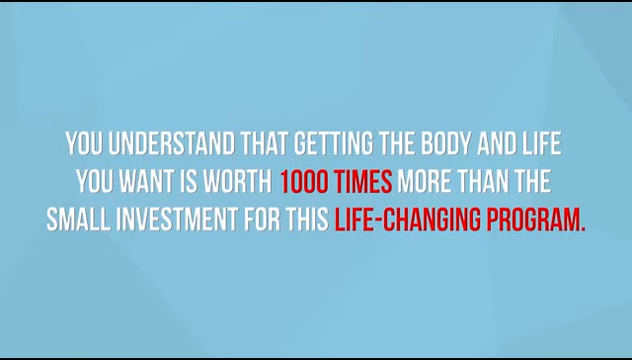 YOU UNDERSTAND THAT GETTING THE BODY AND LIFE
YOU WANT IS WORTH 1000 TIMES MORE THAN THE
SMALL INVESTMENT FOR THIS LIFE-CHANGING PROGRAM.